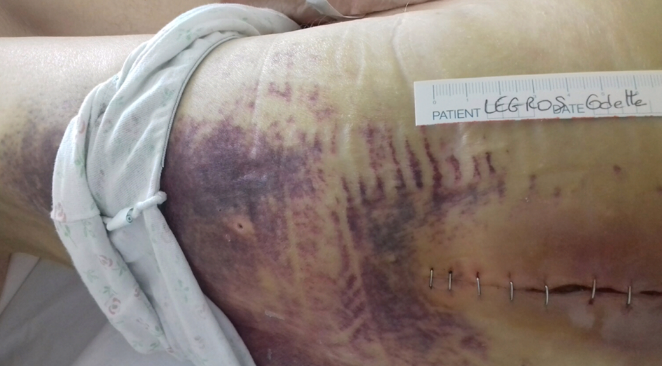 PATIENT LEGROS DATE Odette